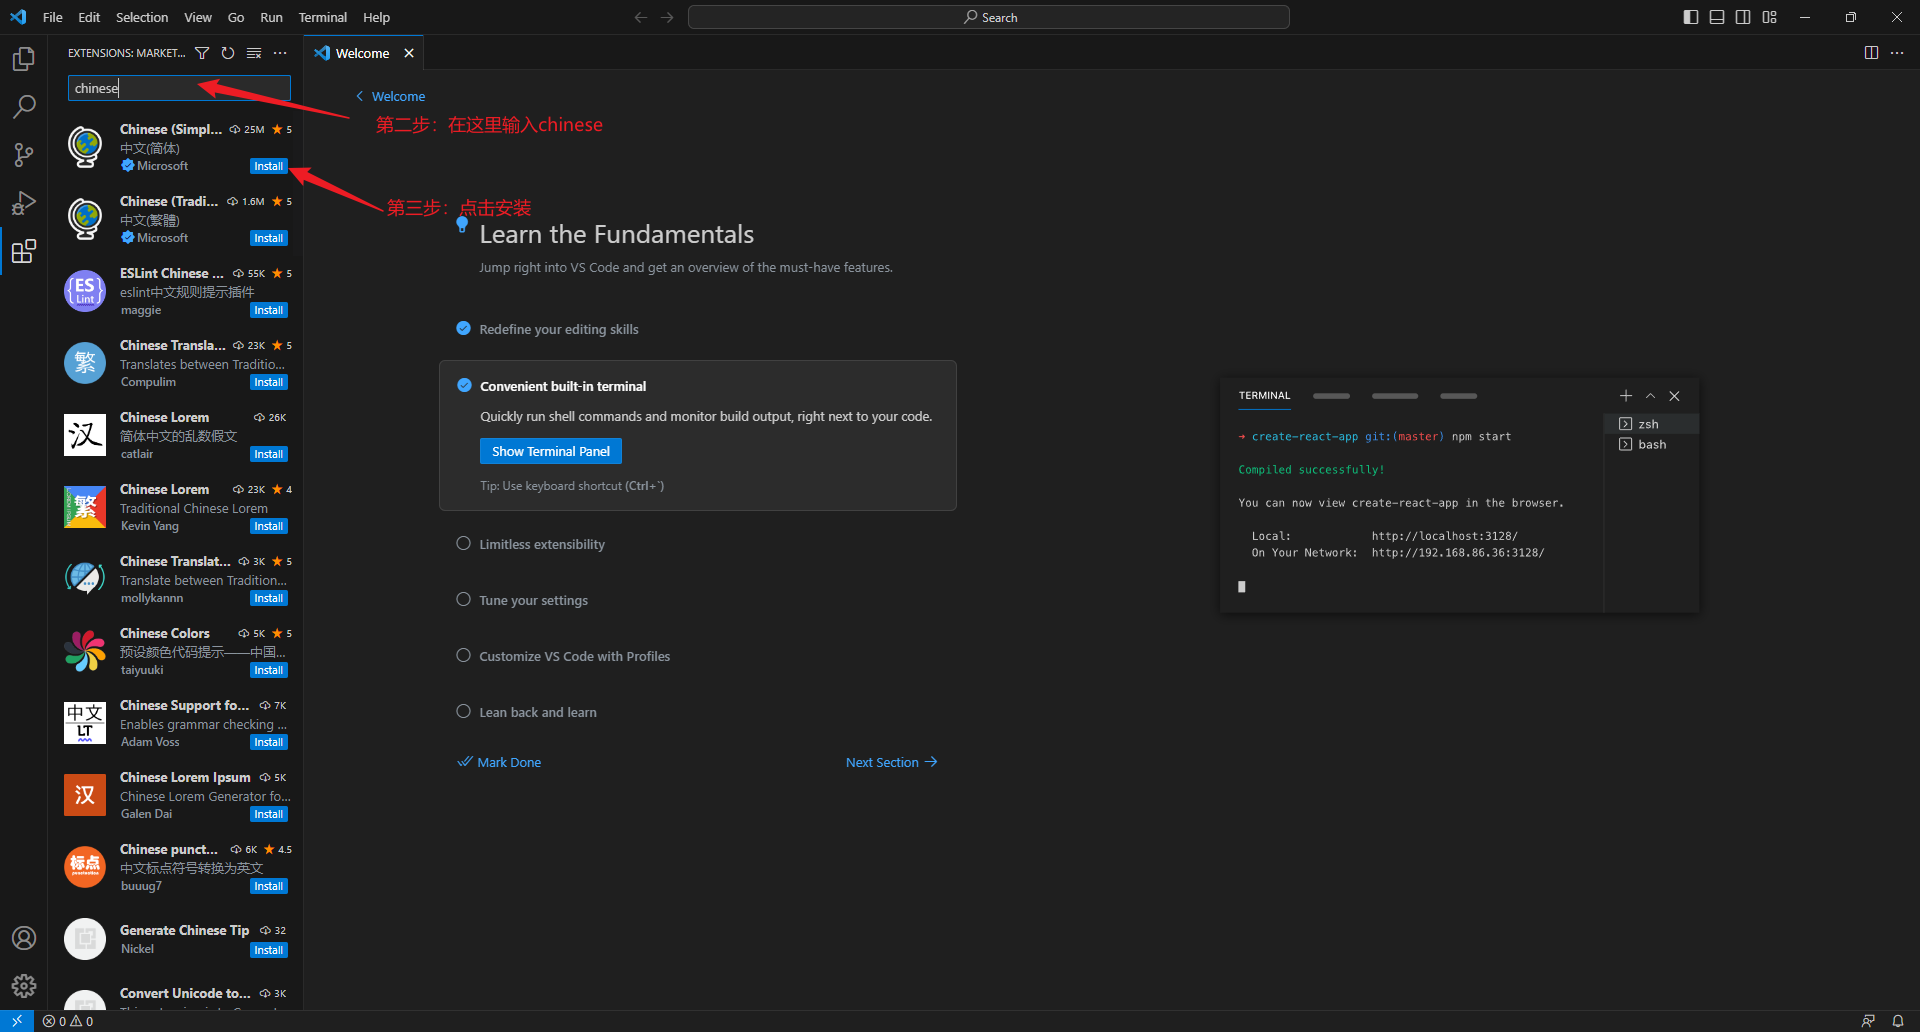 File Edit Selection View Go Run Terminal Help
Search
EXTENSIONS: MARKET...
Welcome
chinese
Welcome
第二步：在这里输入chinese
Chinese (Simpl... 25M 5
中文(简体)
Microsoft Install
第三步：点击安装
Chinese (Tradi... 1.6M 5
中文(繁體)
Microsoft Install
ESLint Chinese ... 55K 5
eslint中文规则提示插件
maggie Install
{ES
Lint}
Chinese Transla... 23K 5
Translates between Traditio...
Compulim Install
繁
Chinese Lorem 26K
简体中文的乱数假文
catlair Install
汉
Chinese Lorem 23K 4
Traditional Chinese Lorem
Kevin Yang Install
繁
Chinese Translat... 3K 5
Translate between Tradition...
mollykannn Install
Chinese Colors 5K 5
预设颜色代码提示——中国...
taiyuuki Install
Chinese Support fo... 7K
Enables grammar checking ...
Adam Voss Install
中文
LT
Chinese Lorem Ipsum 5K
Chinese Lorem Generator fo...
Galen Dai Install
汉
Chinese punct... 6K 4.5
中文标点符号转换为英文
buuug7 Install
标点
Generate Chinese Tip 32
Nickel Install
Convert Unicode to... 3K
Learn the Fundamentals
Jump right into VS Code and get an overview of the must-have features.
Redefine your editing skills
Convenient built-in terminal
Quickly run shell commands and monitor build output, right next to your code.
Show Terminal Panel
Tip: Use keyboard shortcut (Ctrl+`)
Limitless extensibility
Tune your settings
Customize VS Code with Profiles
Lean back and learn
Mark Done
Next Section
TERMINAL
zsh
bash
➜ create-react-app git:(master) npm start
Compiled successfully!
You can now view create-react-app in the browser.
Local: http://localhost:3128/
On Your Network: http://192.168.86.36:3128/
0 0